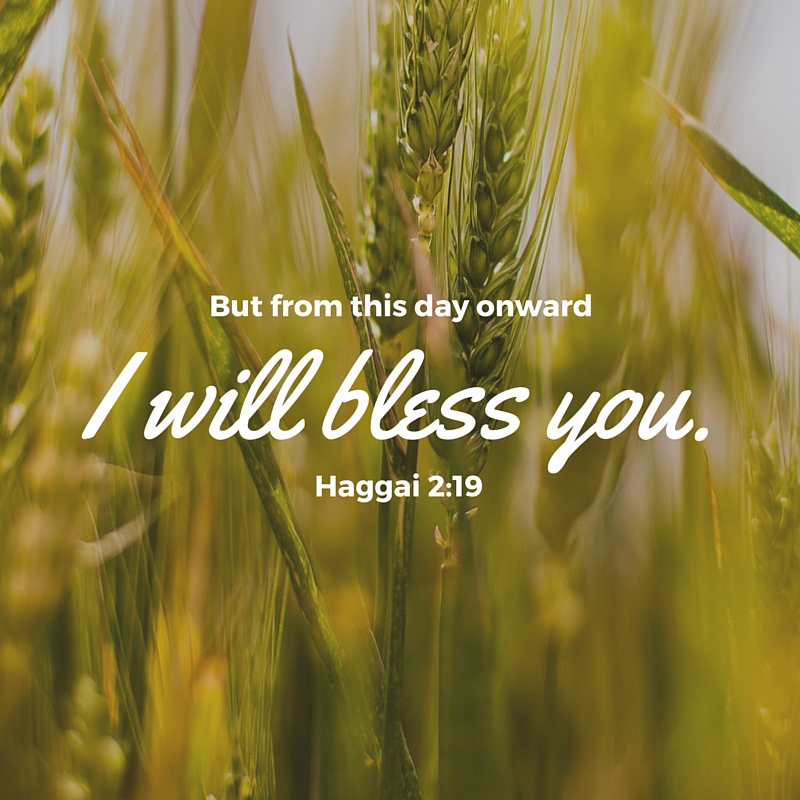 But from this day onward
I will bless you.
Haggai 2:19